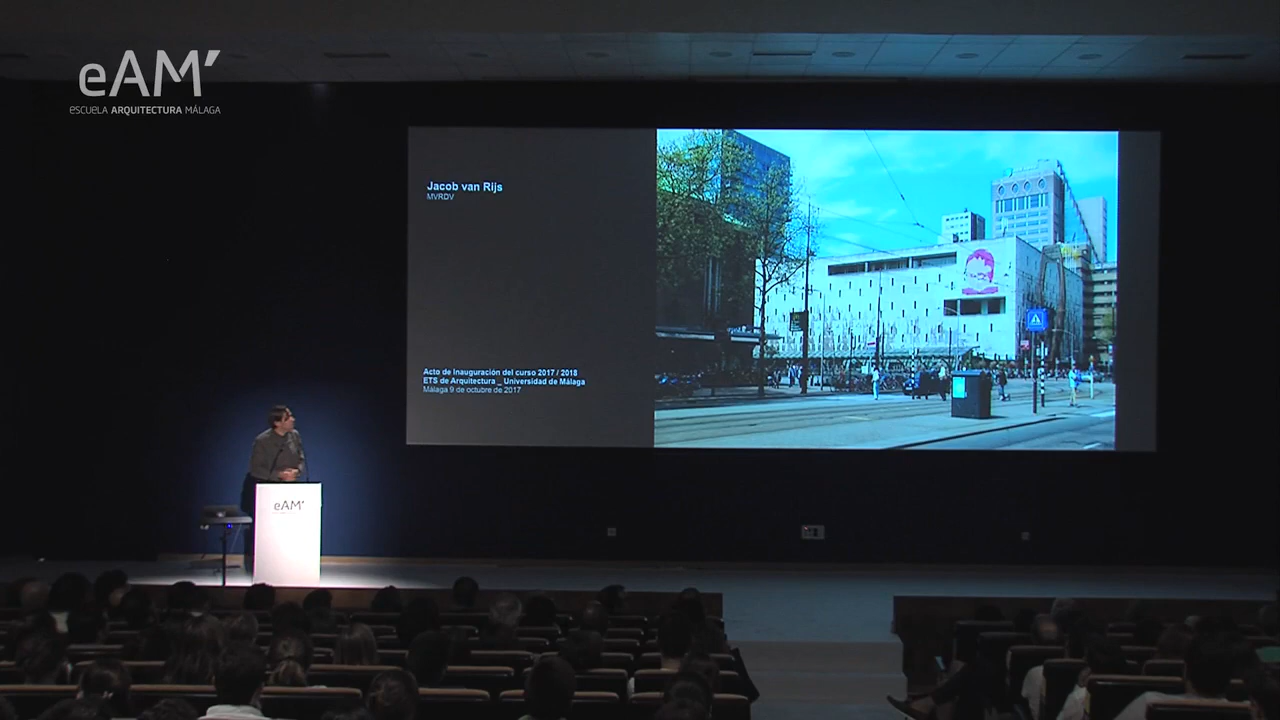 eAM'
eSCUELA ARQUITECTURA MÁLAGA
Jacob van Rijs
MVRDV
Acto de Inauguración del curso 2017 / 2018
ETS de Arquitectura _ Universidad de Málaga
Málaga 9 de octubre de 2017
eAM'